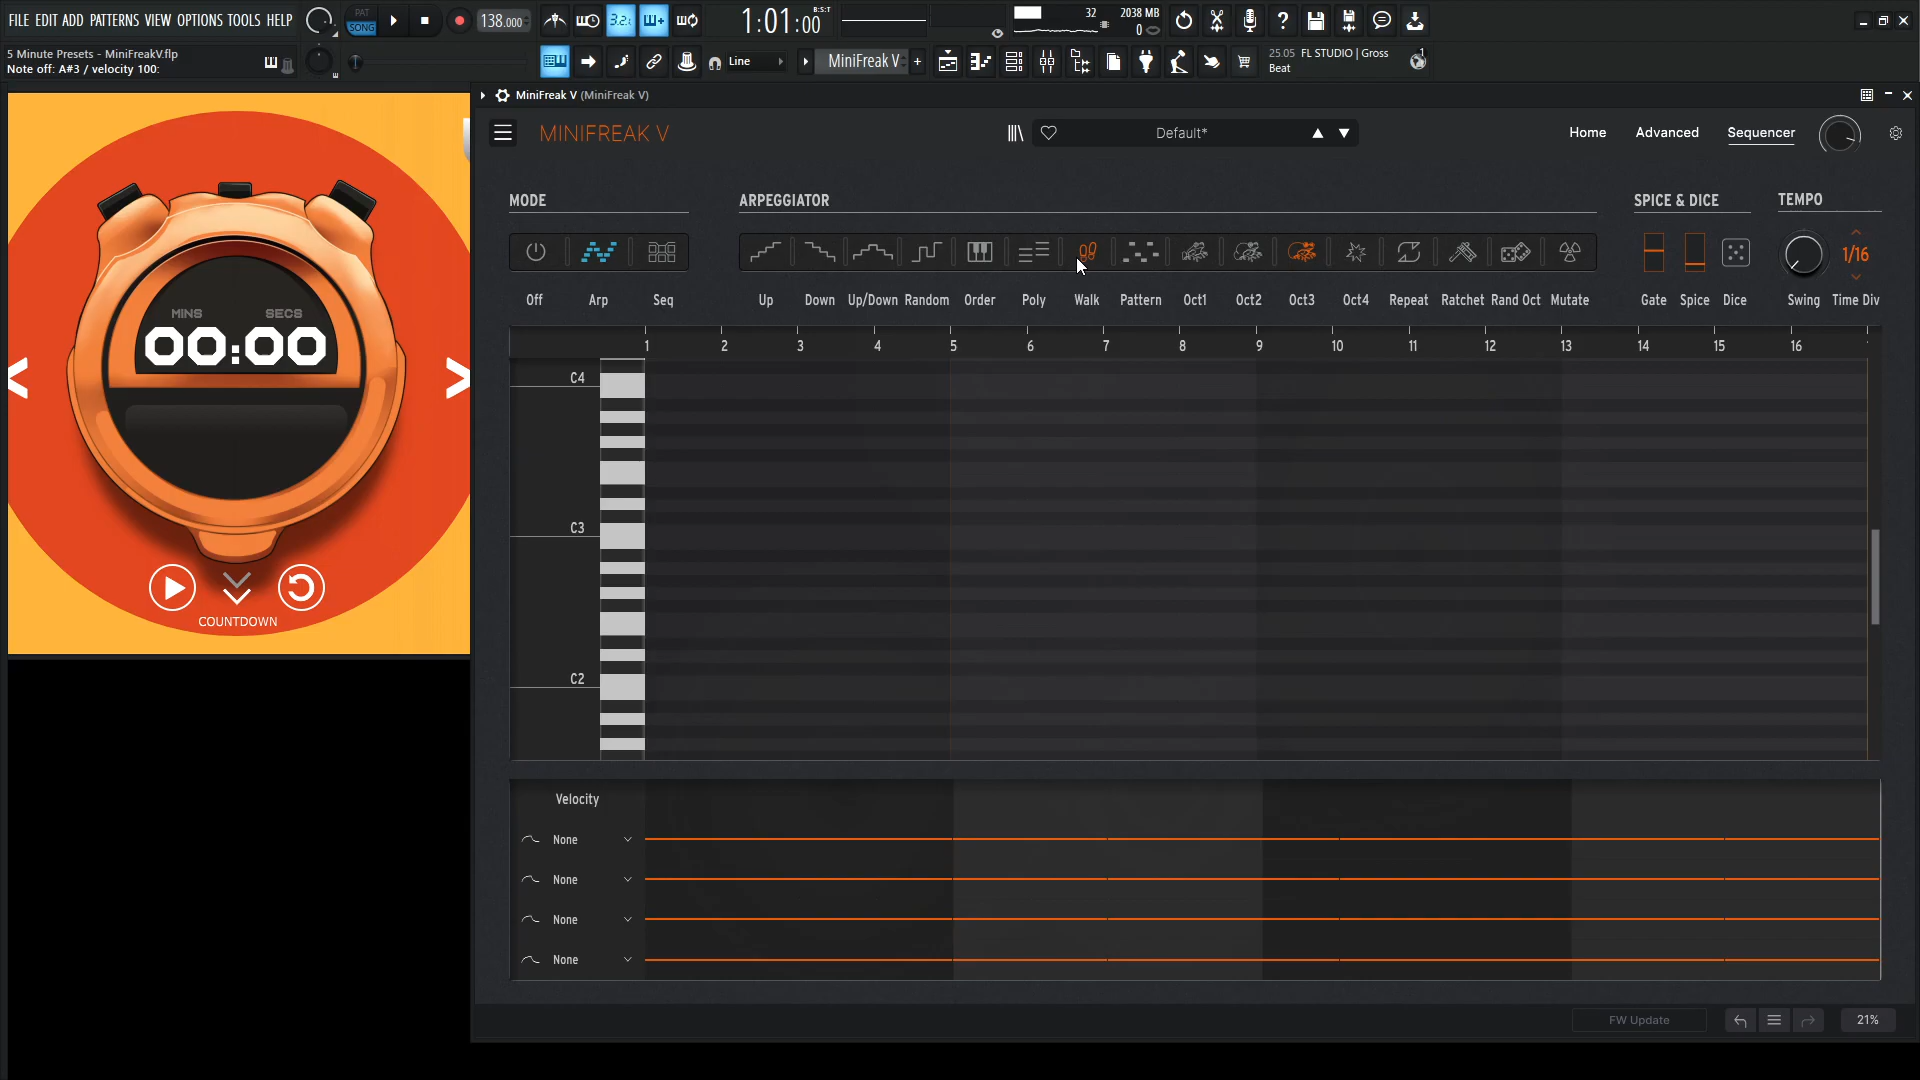 FILE EDIT ADD PATTERNS VIEW OPTIONS TOOLS HELP
PAT
SONG
138.000
3.2.
1:01:00
B:S:T
32
2038 MB
0
5 Minute Presets - MiniFreakV.flp
Note off: A#3 / velocity 100:
Line
MiniFreak V
25.05 FL STUDIO | Gross
Beat
1
MiniFreak V (MiniFreak V)
MINIFREAK V
Default*
Home
Advanced
Sequencer
MODE
ARPEGGIATOR
SPICE & DICE
TEMPO
1/16
Off
Arp
Seq
Up
Down
Up/Down
Random
Order
Poly
Walk
Pattern
Oct1
Oct2
Oct3
Oct4
Repeat
Ratchet
Rand Oct
Mutate
Gate
Spice
Dice
Swing
Time Div
1 2 3 4 5 6 7 8 9 10 11 12 13 14 15 16
C4
C3
C2
MINS
SECS
00:00
COUNTDOWN
Velocity
None
None
None
None
FW Update
21%